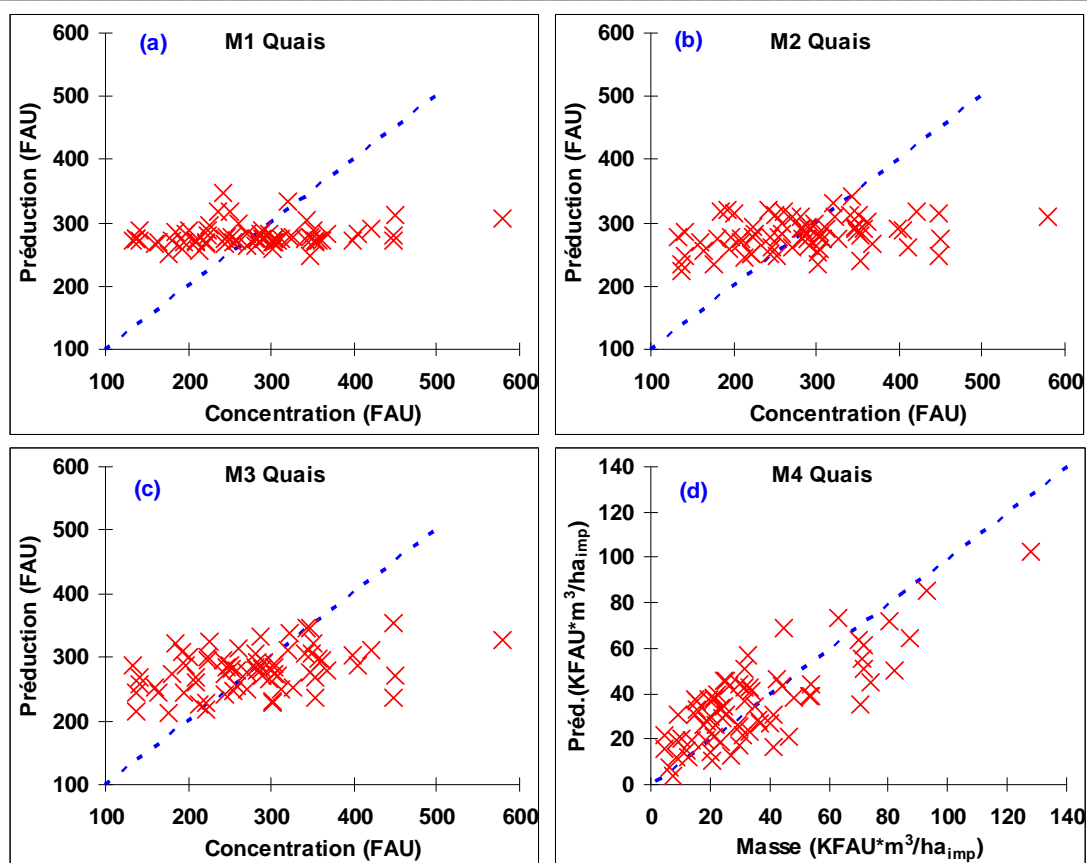 (a) M1 Quais
600
500
400
300
200
100
Préduction (FAU)
100 200 300 400 500 600
Concentration (FAU)
(b) M2 Quais
600
500
400
300
200
100
Préduction (FAU)
100 200 300 400 500 600
Concentration (FAU)
(c) M3 Quais
600
500
400
300
200
100
Préduction (FAU)
100 200 300 400 500 600
Concentration (FAU)
(d) M4 Quais
140
120
100
80
60
40
20
0
Préd.(KFAU*m³/ha_imp)
0 20 40 60 80 100 120 140
Masse (KFAU*m³/ha_imp)